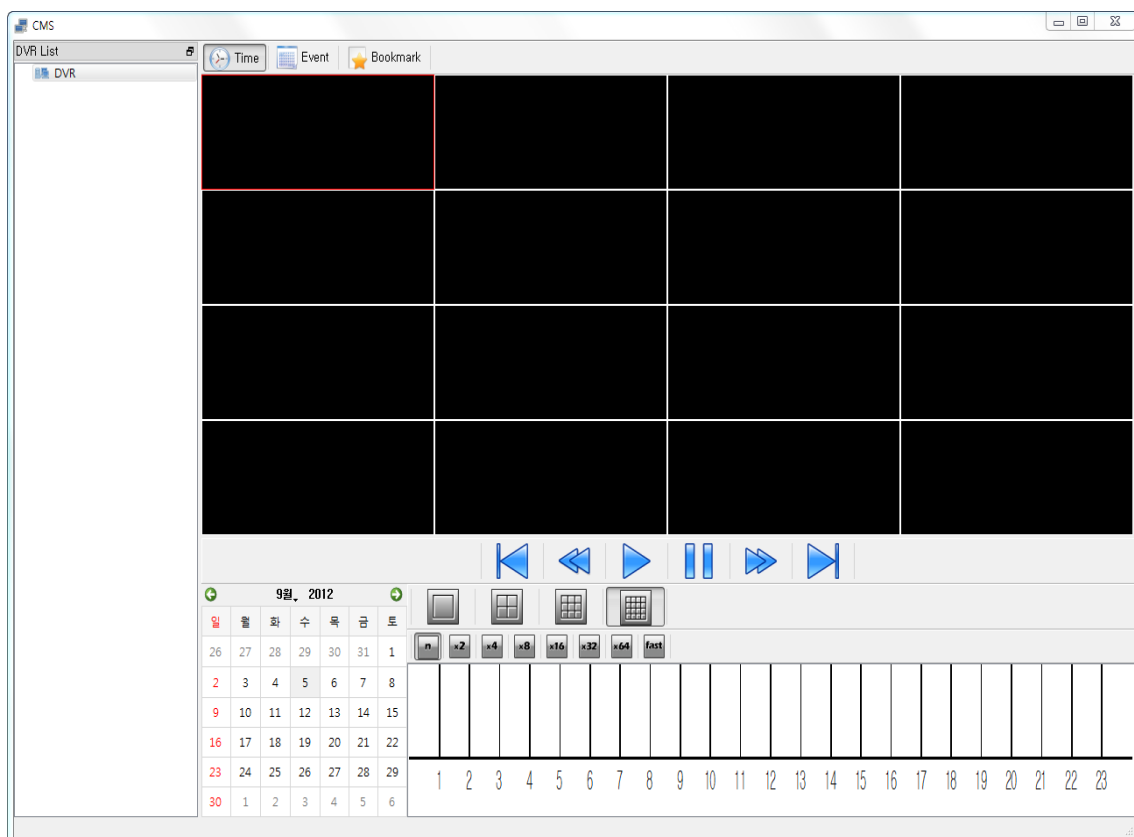 CMS
DVR List
Time Event Bookmark
DVR
9월, 2012
일 월 화 수 목 금 토
26 27 28 29 30 31 1
2 3 4 5 6 7 8
9 10 11 12 13 14 15
16 17 18 19 20 21 22
23 24 25 26 27 28 29
30 1 2 3 4 5 6
n x2 x4 x8 x16 x32 x64 fast
1 2 3 4 5 6 7 8 9 10 11 12 13 14 15 16 17 18 19 20 21 22 23